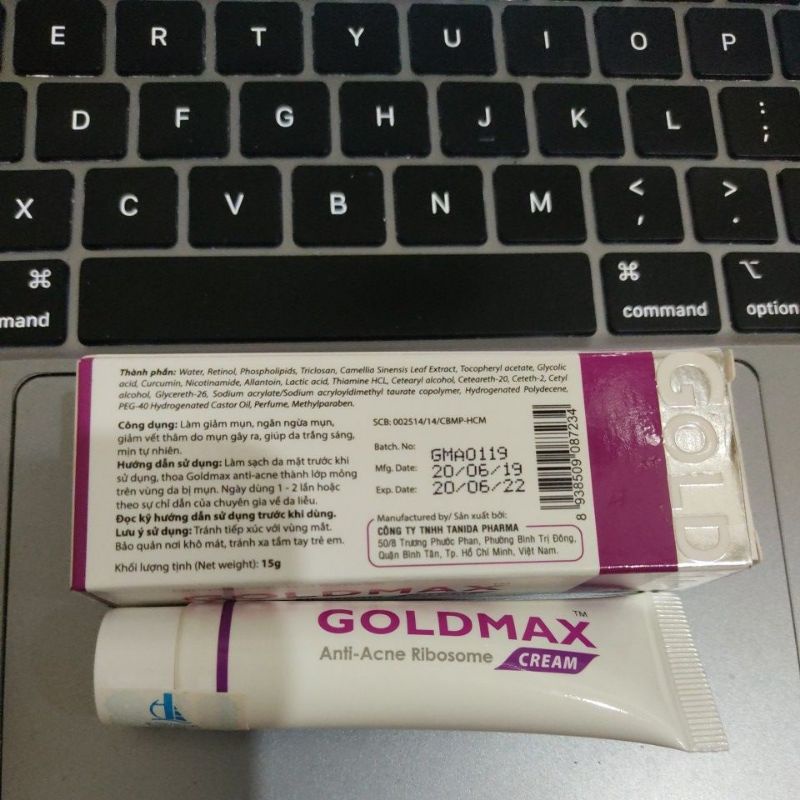 E R T Y U I O P
D F G H J K L : ;
X C V B N M < , > .
⌘ ⌘ ⌥
mand command option
Thành phần: Water, Retinol, Phospholipids, Triclosan, Camellia Sinensis Leaf Extract, Tocopheryl acetate, Glycolic
acid, Curcumin, Nicotinamide, Allantoin, Lactic acid, Thiamine HCL, Cetearyl alcohol, Ceteareth-20, Ceteth-2, Cetyl
alcohol, Glycereth-26, Sodium acrylate/Sodium acryloyldimethyl taurate copolymer, Hydrogenated Polydecene,
PEG-40 Hydrogenated Castor Oil, Perfume, Methylparaben.
Công dụng: Làm giảm mụn, ngăn ngừa mụn,
giảm vết thâm do mụn gây ra, giúp da trắng sáng,
mịn tự nhiên.
Hướng dẫn sử dụng: Làm sạch da mặt trước khi
sử dụng, thoa Goldmax anti-acne thành lớp mỏng
trên vùng da bị mụn. Ngày dùng 1 - 2 lần hoặc
theo sự chỉ dẫn của chuyên gia về da liễu.
Đọc kỹ hướng dẫn sử dụng trước khi dùng.
Lưu ý sử dụng: Tránh tiếp xúc với vùng mắt.
Bảo quản nơi khô mát, tránh xa tầm tay trẻ em.
Khối lượng tịnh (Net weight): 15g
SCB: 002514/14/CBMP-HCM
Batch No: GMA0119
Mfg. Date: 20/06/19
Exp. Date: 20/06/22
8 938509 087234
Manufactured by/ Sản xuất bởi:
CÔNG TY TNHH TANIDA PHARMA
50/8 Trương Phước Phan, Phường Bình Trị Đông,
Quận Bình Tân, Tp. Hồ Chí Minh, Việt Nam.
GOLD
GOLDMAX
GOLDMAX™
Anti-Acne Ribosome CREAM